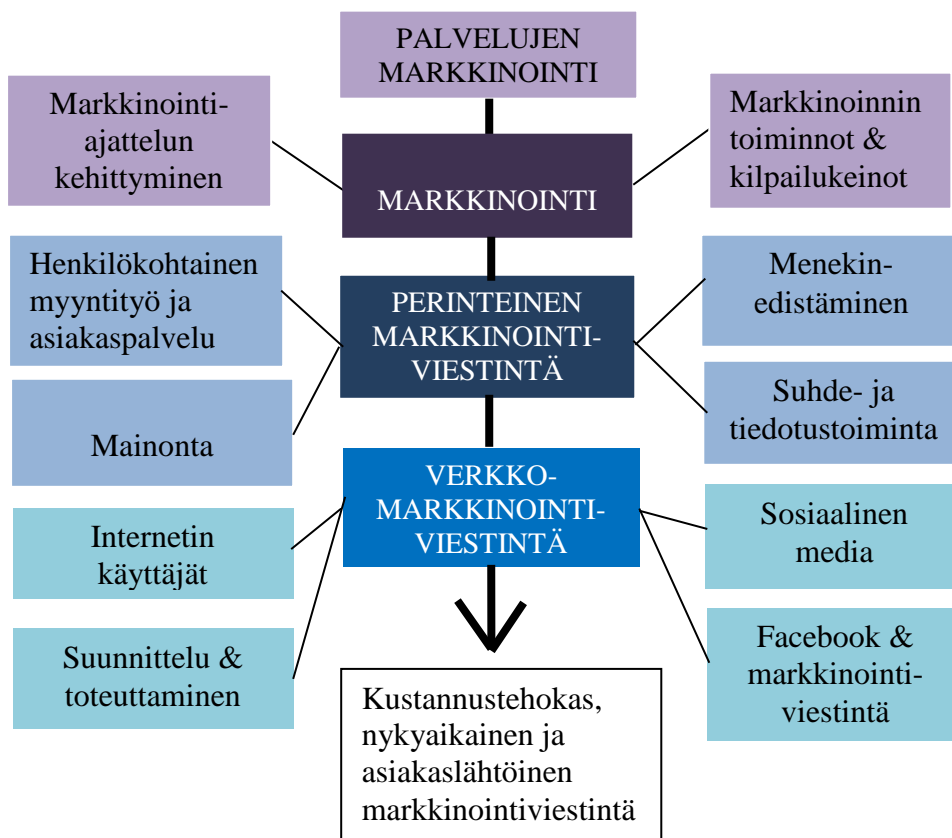 PALVELUJEN
MARKKINOINTI
Markkinointi-
ajattelun
kehittyminen
Markkinoinnin
toiminnot &
kilpailukeinot
MARKKINOINTI
Henkilökohtainen
myyntityö ja
asiakaspalvelu
Menekin-
edistäminen
PERINTEINEN
MARKKINOINTI-
VIESTINTÄ
Mainonta
Suhde- ja
tiedotustoiminta
VERKKO-
MARKKINOINTI-
VIESTINTÄ
Internetin
käyttäjät
Sosiaalinen
media
Suunnittelu &
toteuttaminen
Facebook &
markkinointi-
viestintä
Kustannustehokas,
nykyaikainen ja
asiakaslähtöinen
markkinointiviestintä